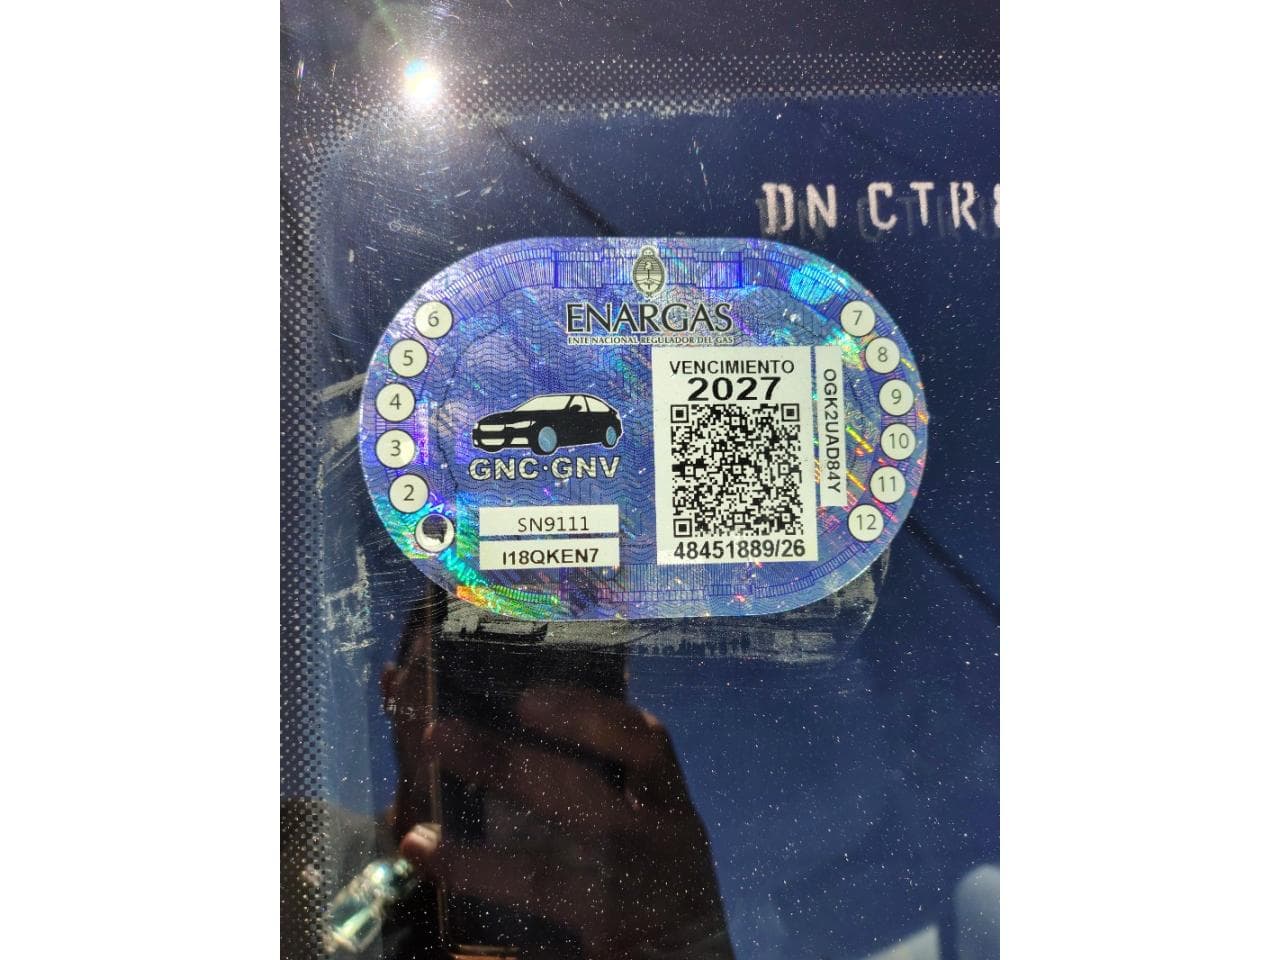 DN CTR
ENARGAS
ENTE NACIONAL REGULADOR DEL GAS
VENCIMIENTO
2027
OGK2UAD84Y
6
5
4
3
2
7
8
9
10
11
12
GNC·GNV
SN9111
I18QKEN7
48451889/26